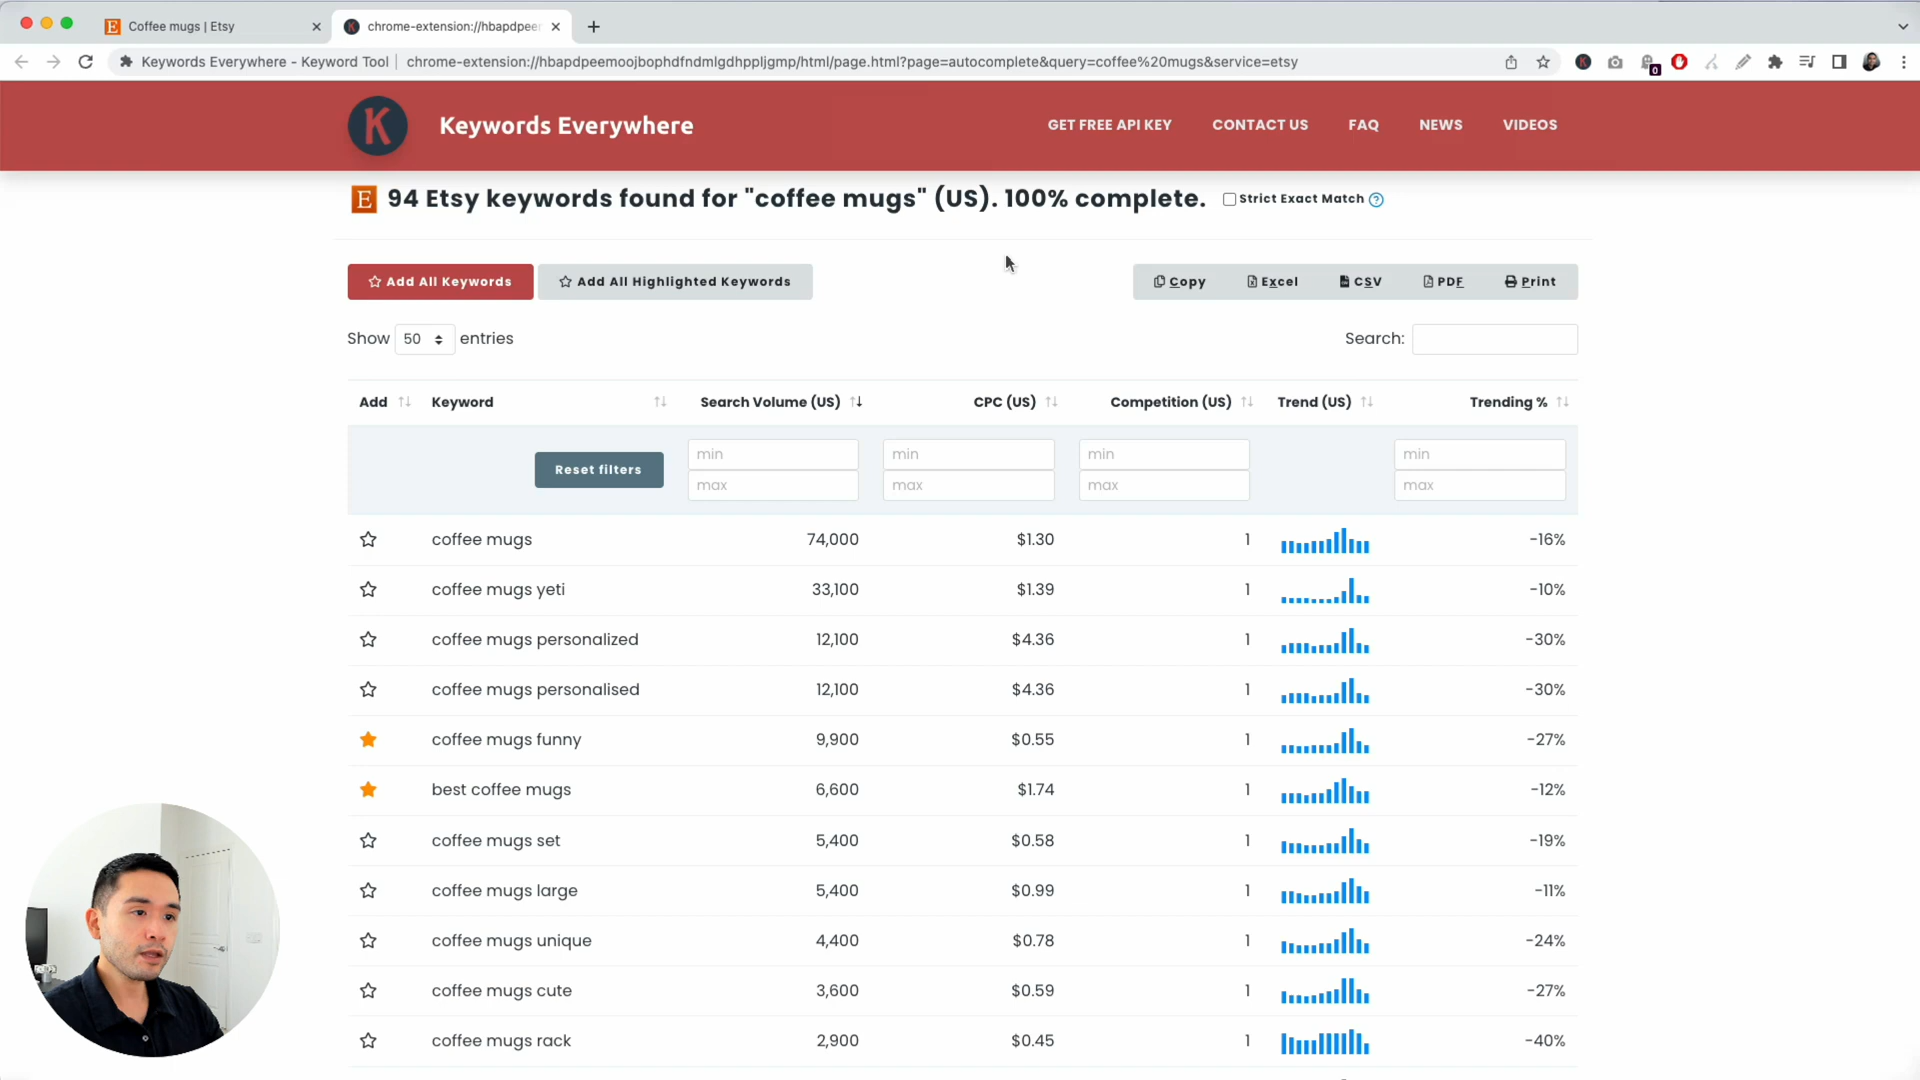 Coffee mugs | Etsy
chrome-extension://hbapdpeem
Keywords Everywhere - Keyword Tool
chrome-extension://hbapdpeemoojbophdfndmlgdhppljgmp/html/page.html?page=autocomplete&query=coffee%20mugs&service=etsy
0
K
Keywords Everywhere
GET FREE API KEY
CONTACT US
FAQ
NEWS
VIDEOS
E 94 Etsy keywords found for "coffee mugs" (US). 100% complete.
Strict Exact Match ?
Add All Keywords
Add All Highlighted Keywords
Copy
Excel
CSV
PDF
Print
Show 50 entries
Search:
Add Keyword Search Volume (US) CPC (US) Competition (US) Trend (US) Trending %
min min min min
Reset filters
max max max max
coffee mugs 74,000 $1.30 1 -16%
coffee mugs yeti 33,100 $1.39 1 -10%
coffee mugs personalized 12,100 $4.36 1 -30%
coffee mugs personalised 12,100 $4.36 1 -30%
coffee mugs funny 9,900 $0.55 1 -27%
best coffee mugs 6,600 $1.74 1 -12%
coffee mugs set 5,400 $0.58 1 -19%
coffee mugs large 5,400 $0.99 1 -11%
coffee mugs unique 4,400 $0.78 1 -24%
coffee mugs cute 3,600 $0.59 1 -27%
coffee mugs rack 2,900 $0.45 1 -40%